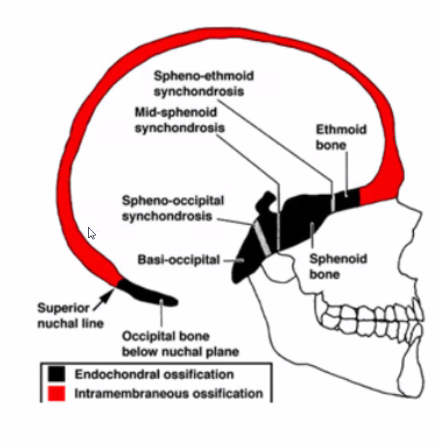 Spheno-ethmoid
synchondrosis
Mid-sphenoid
synchondrosis
Ethmoid
bone
Spheno-occipital
synchondrosis
Basi-occipital
Sphenoid
bone
Superior
nuchal line
Occipital bone
below nuchal plane
Endochondral ossification
Intramembraneous ossification